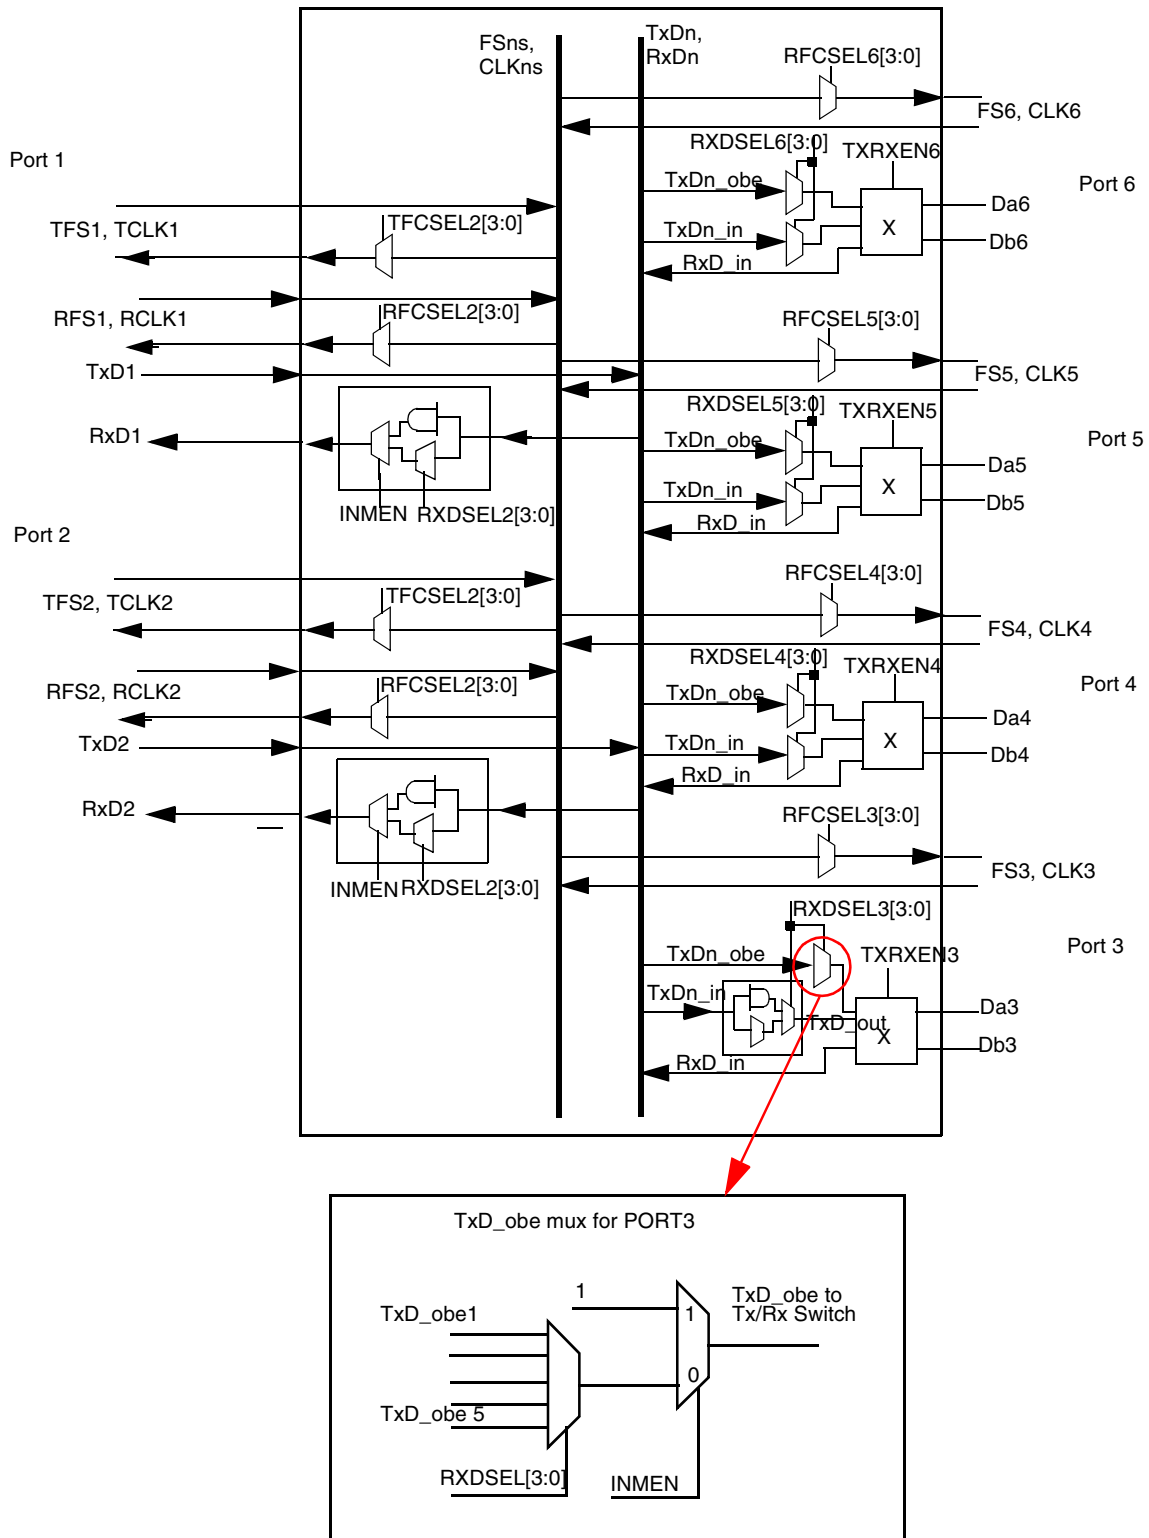 FSns,
CLKns
TxDn,
RxDn
RFCSEL6[3:0]
FS6, CLK6
RXDSEL6[3:0]
TXRXEN6
Port 1
Port 6
TxDn_obe
Da6
TFS1, TCLK1
TFCSEL2[3:0]
TxDn_in
X
Db6
RxD_in
RFS1, RCLK1
RFCSEL2[3:0]
RFCSEL5[3:0]
TxD1
FS5, CLK5
RXDSEL5[3:0]
TXRXEN5
RxD1
TxDn_obe
Port 5
Da5
TxDn_in
X
Db5
INMEN
RXDSEL2[3:0]
RxD_in
Port 2
RFCSEL4[3:0]
TFS2, TCLK2
TFCSEL2[3:0]
FS4, CLK4
RXDSEL4[3:0]
TXRXEN4
RFS2, RCLK2
RFCSEL2[3:0]
TxDn_obe
Port 4
Da4
TxD2
TxDn_in
X
Db4
RxD_in
RxD2
RFCSEL3[3:0]
INMEN
RXDSEL2[3:0]
FS3, CLK3
RXDSEL3[3:0]
TxDn_obe
TXRXEN3
Port 3
TxDn_in
TxD_out
Da3
X
Db3
RxD_in
TxD_obe mux for PORT3
1
TxD_obe to
Tx/Rx Switch
TxD_obe1
1
0
TxD_obe 5
RXDSEL[3:0]
INMEN